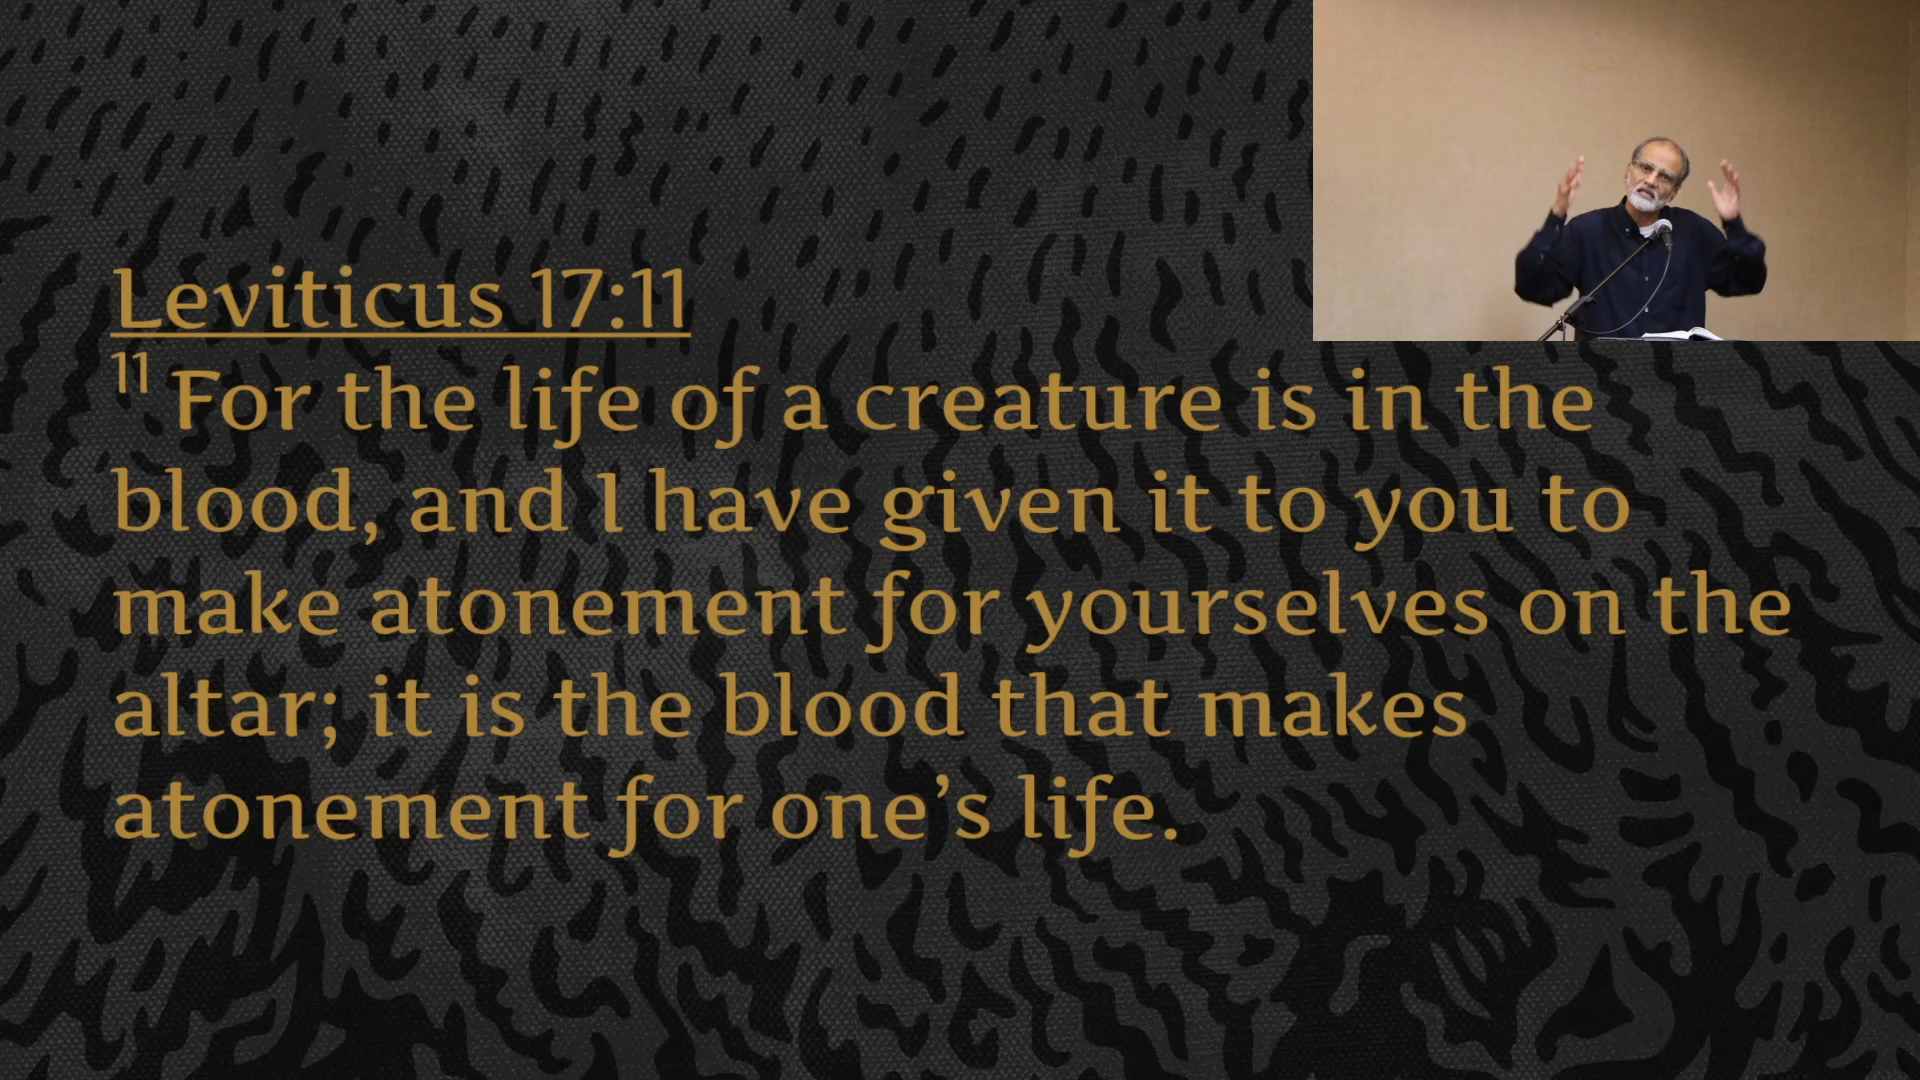 Leviticus 17:11
11 For the life of a creature is in the
blood, and I have given it to you to
make atonement for yourselves on the
altar; it is the blood that makes
atonement for one’s life.